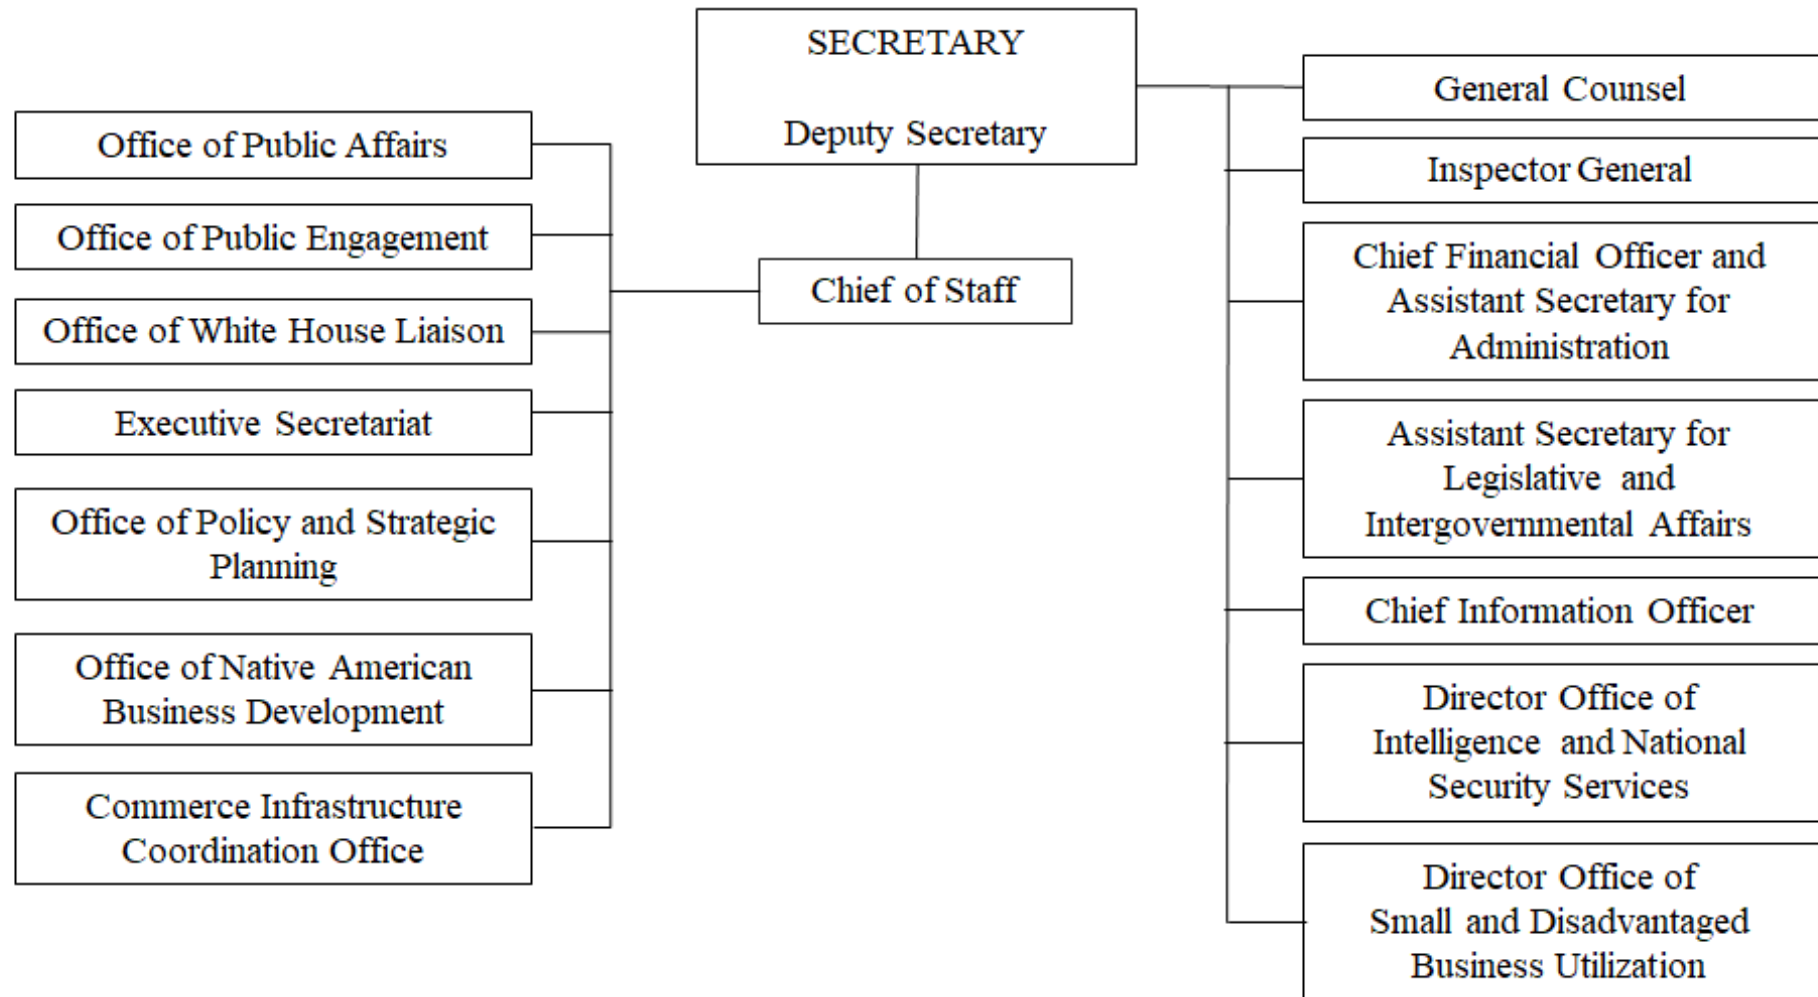 SECRETARY
Deputy Secretary
Chief of Staff
Office of Public Affairs
Office of Public Engagement
Office of White House Liaison
Executive Secretariat
Office of Policy and Strategic
Planning
Office of Native American
Business Development
Commerce Infrastructure
Coordination Office
General Counsel
Inspector General
Chief Financial Officer and
Assistant Secretary for
Administration
Assistant Secretary for
Legislative and
Intergovernmental Affairs
Chief Information Officer
Director Office of
Intelligence and National
Security Services
Director Office of
Small and Disadvantaged
Business Utilization